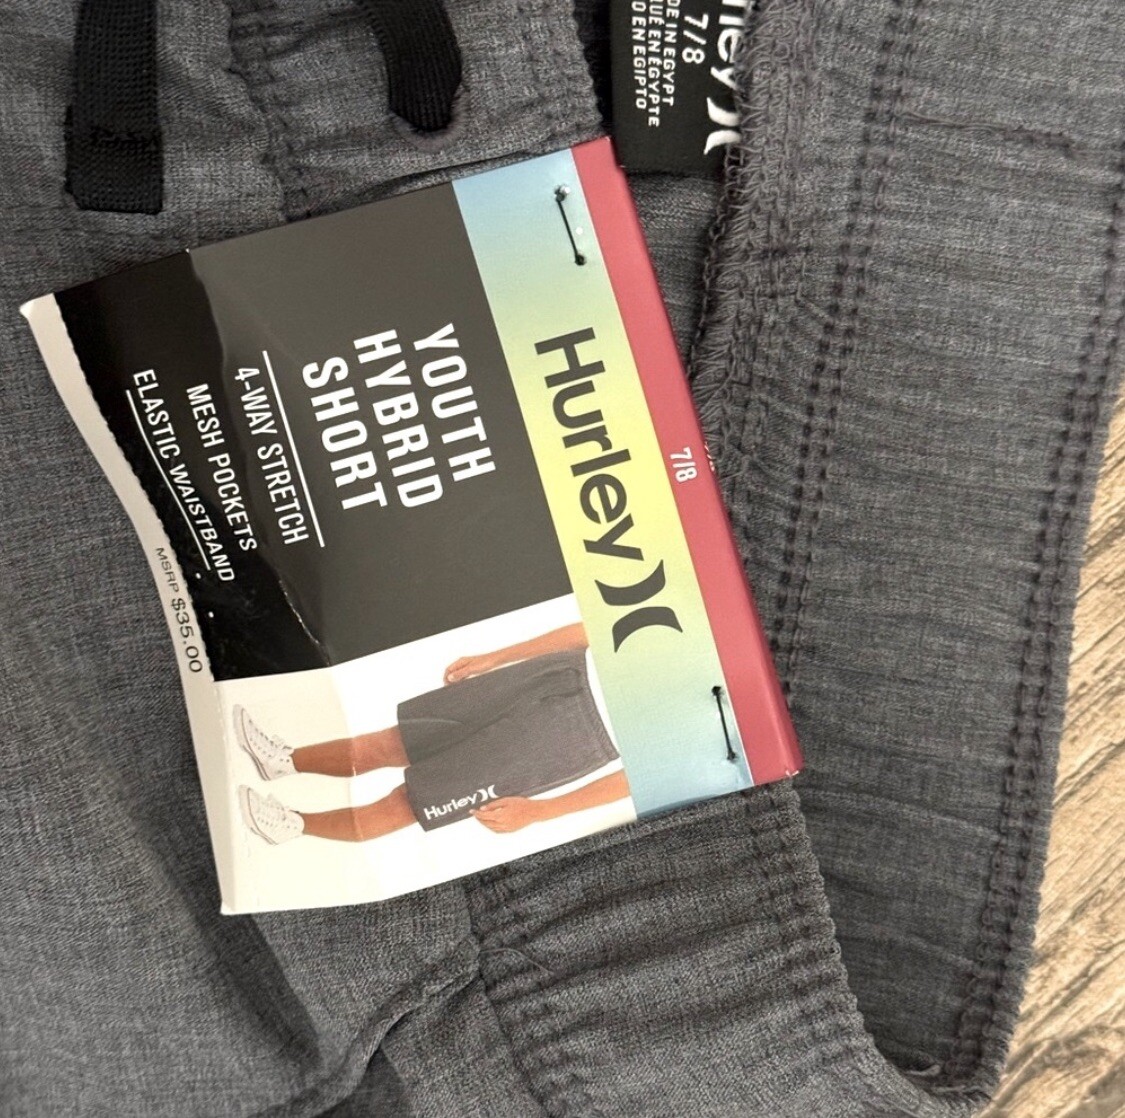 ley
7/8
DE IN EGYPT
UÉ EN ÉGYPTE
O EN EGIPTO
7/8
Hurley
YOUTH
HYBRID
SHORT
4-WAY STRETCH
MESH POCKETS
ELASTIC WAISTBAND
MSRP $35.00
Hurley